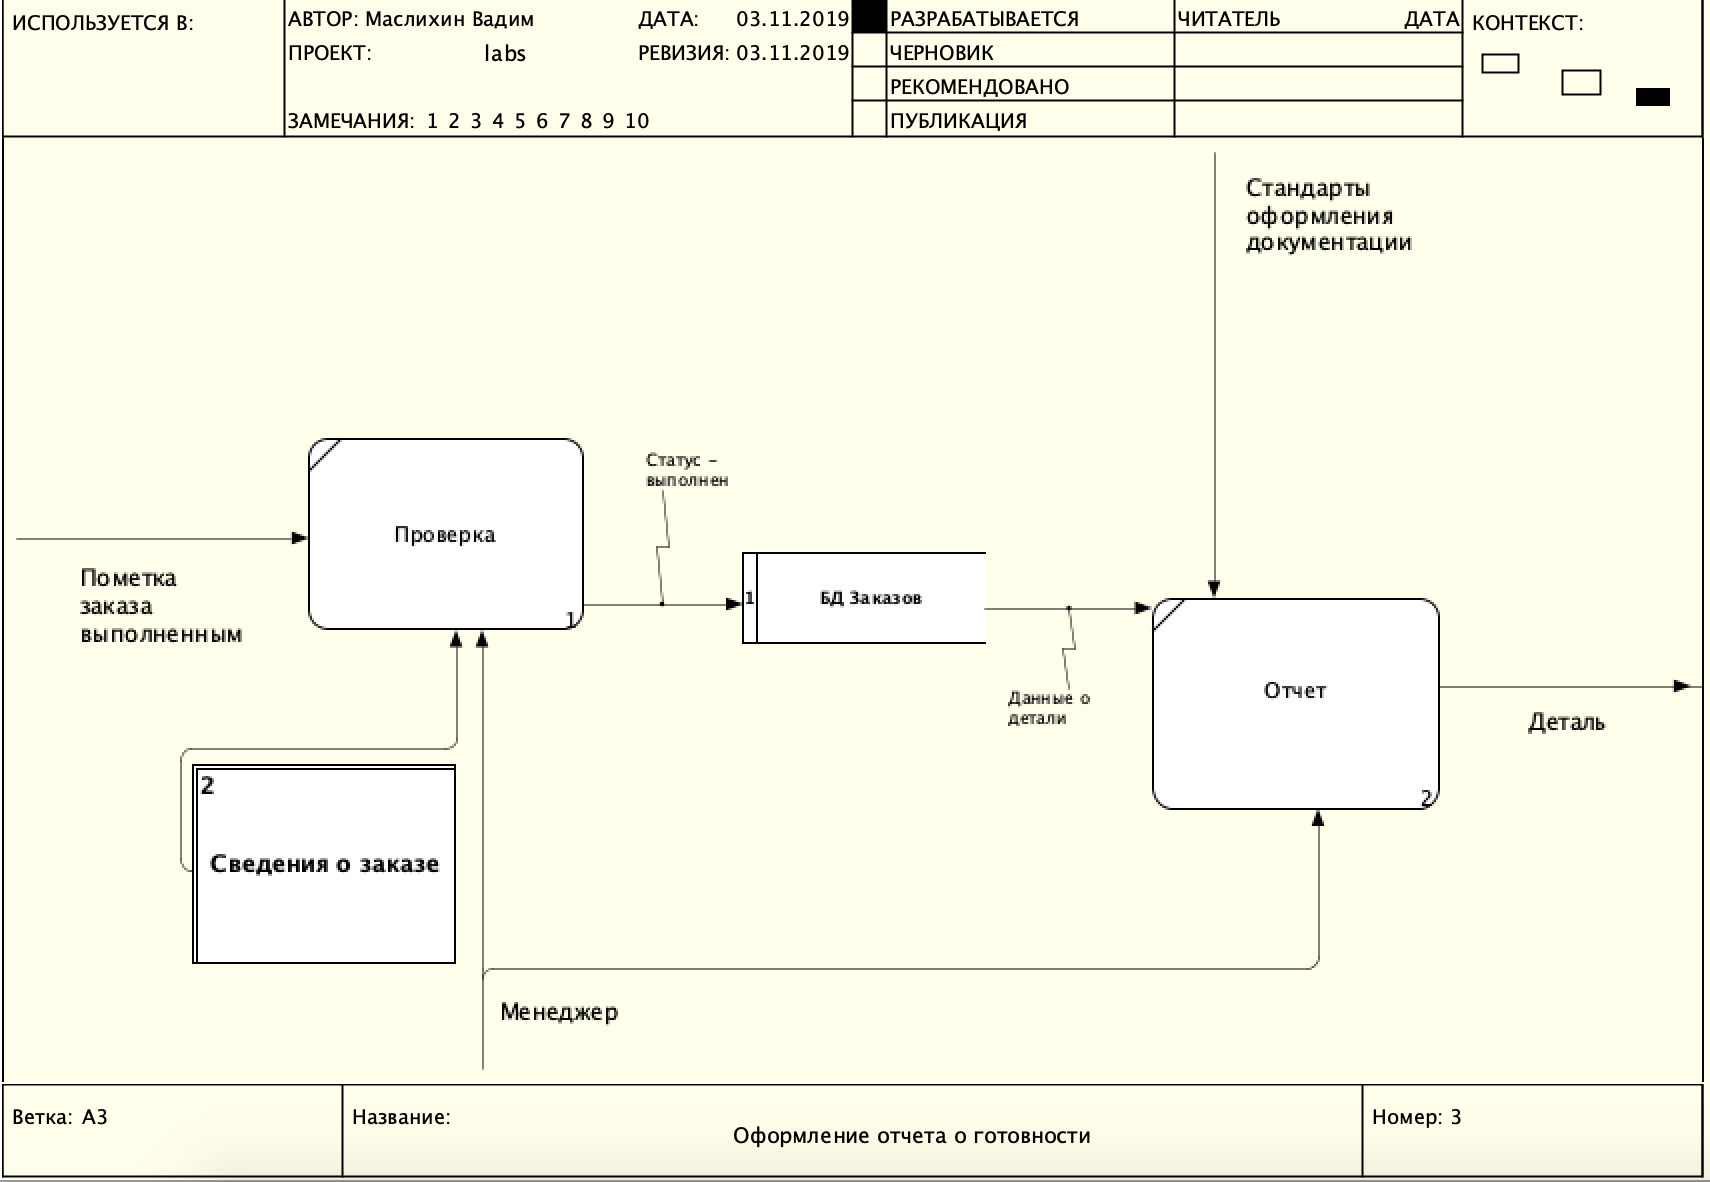 ИСПОЛЬЗУЕТСЯ В:
АВТОР: Маслихин Вадим
ДАТА: 03.11.2019
ПРОЕКТ: labs
РЕВИЗИЯ: 03.11.2019
ЗАМЕЧАНИЯ: 1 2 3 4 5 6 7 8 9 10
РАЗРАБАТЫВАЕТСЯ
ЧЕРНОВИК
РЕКОМЕНДОВАНО
ПУБЛИКАЦИЯ
ЧИТАТЕЛЬ
ДАТА
КОНТЕКСТ:
Стандарты
оформления
документации
Статус –
выполнен
Проверка
1
Пометка
заказа
выполненным
1
БД Заказов
Данные о
детали
Отчет
2
Деталь
2
Сведения о заказе
Менеджер
Ветка: A3
Название:
Оформление отчета о готовности
Номер: 3